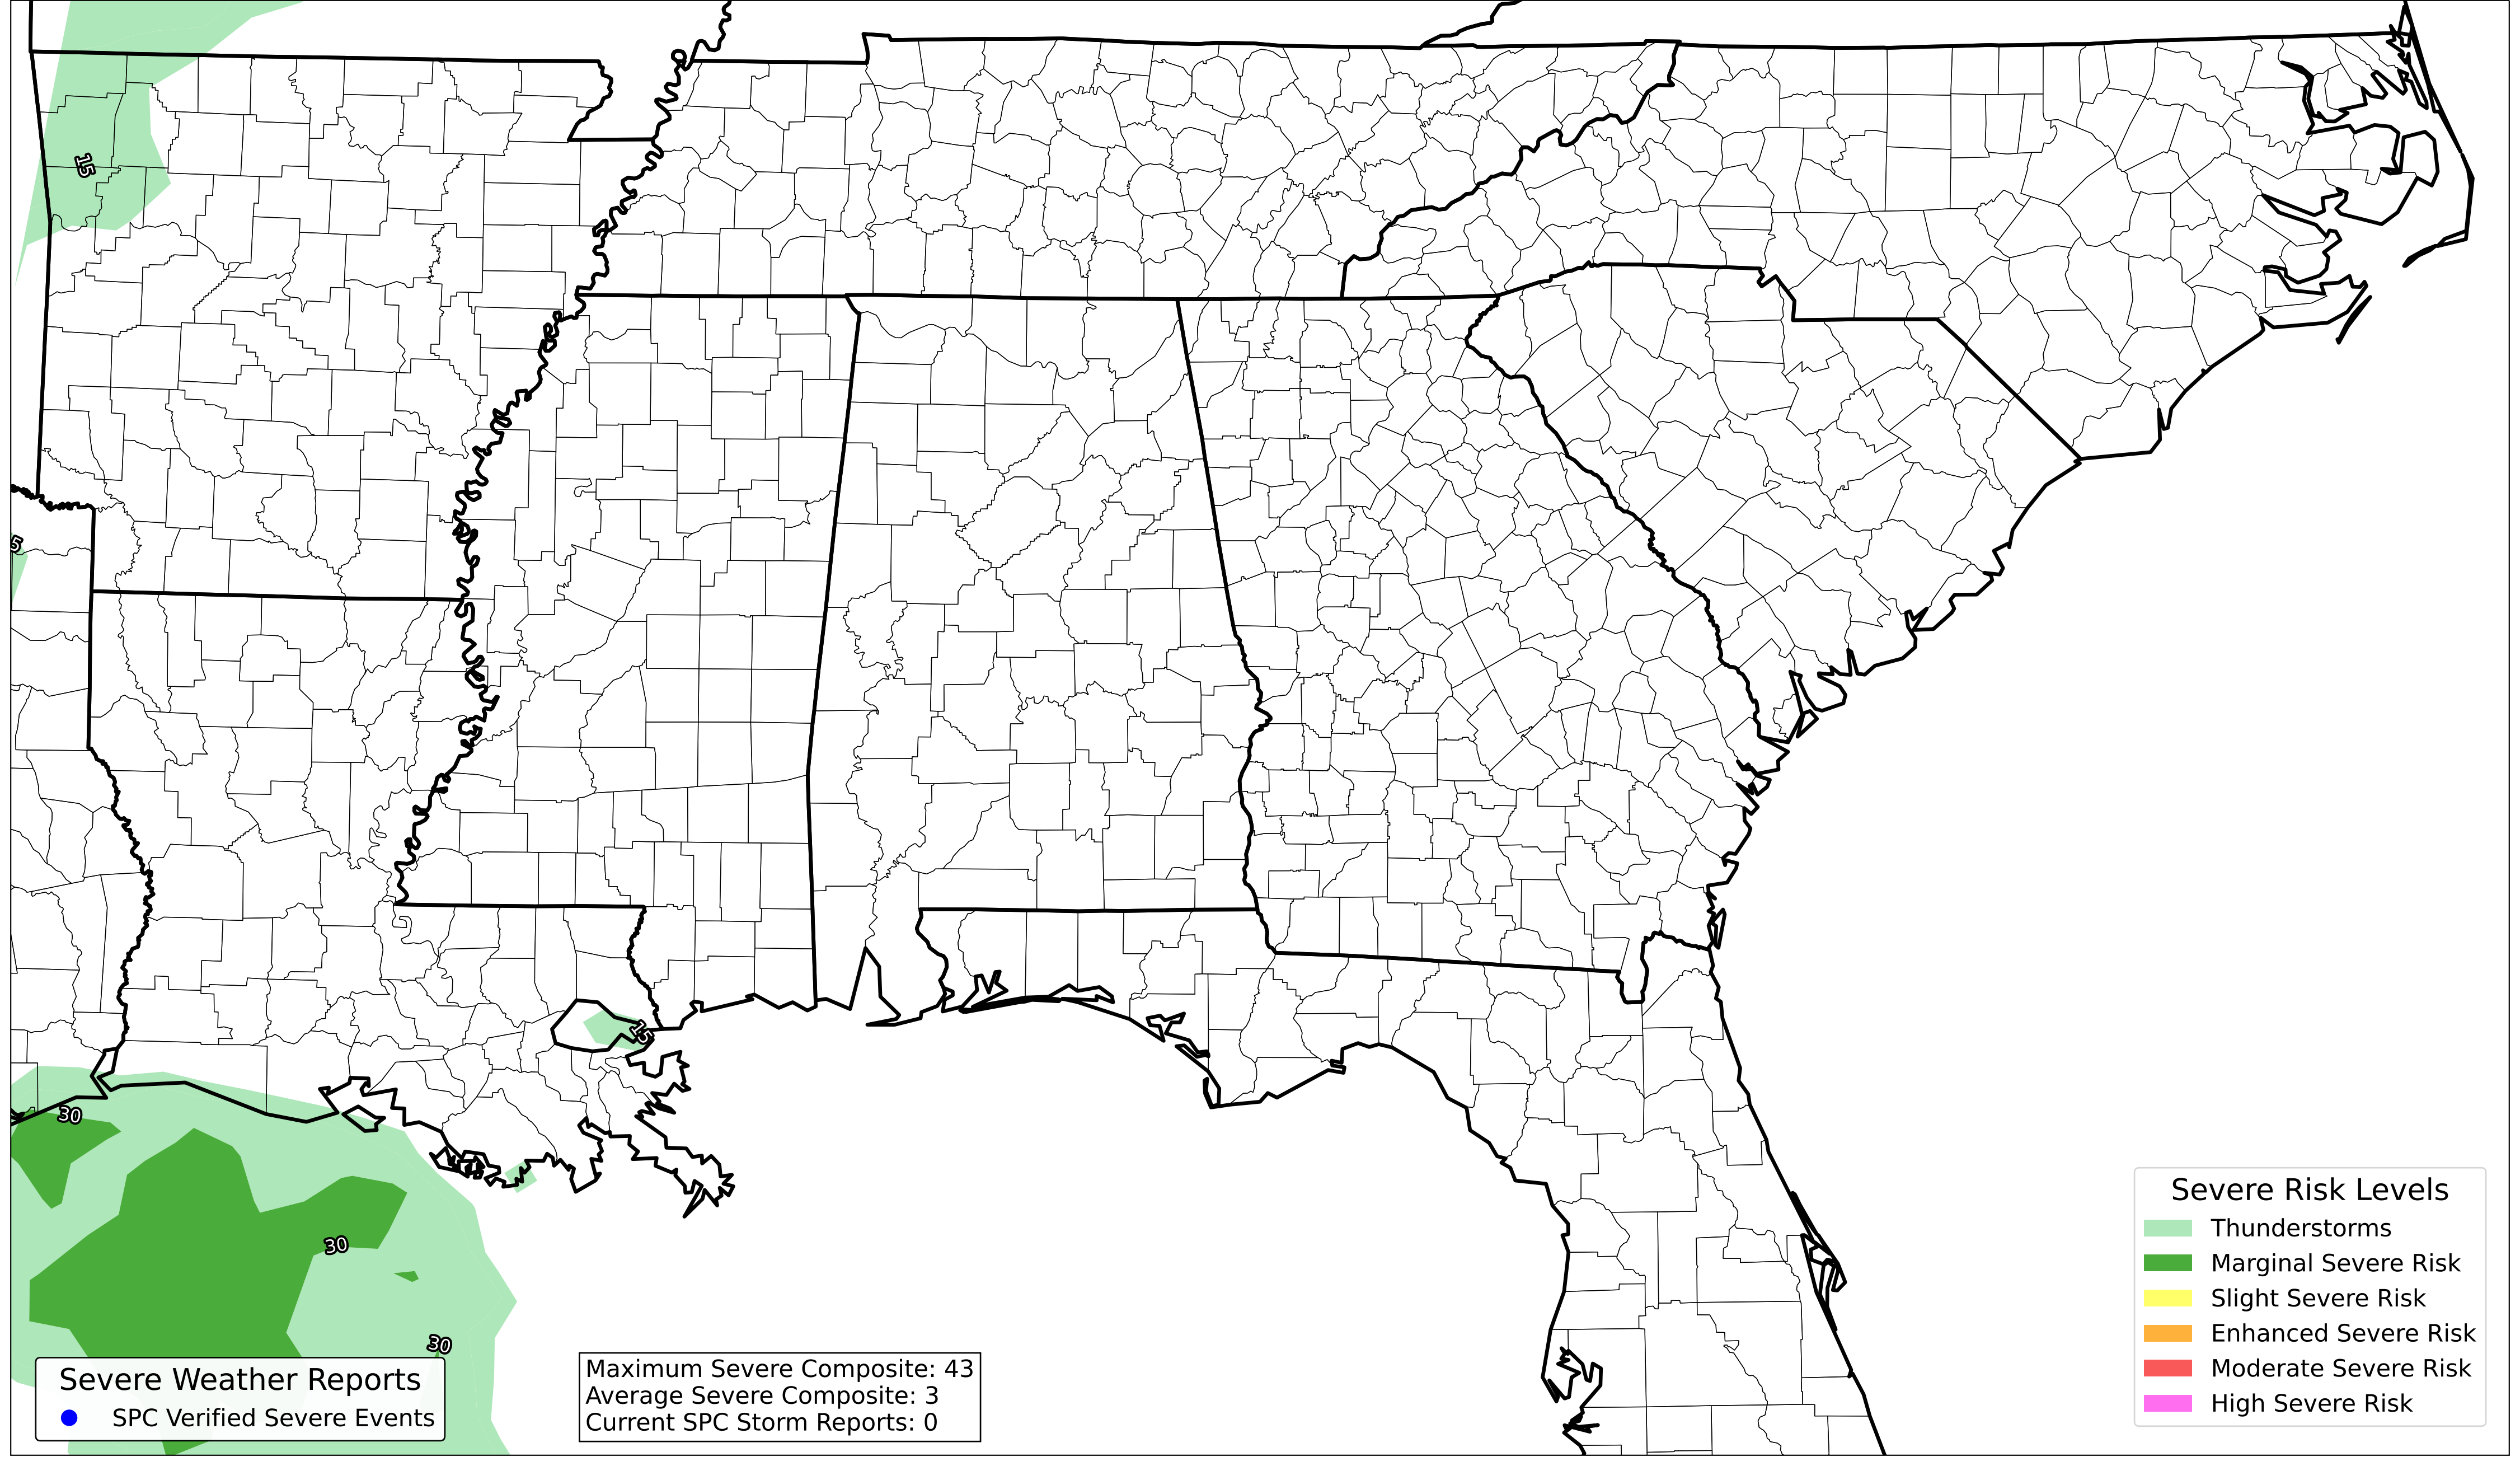 15
5
15
30
30
30
Severe Weather Reports
SPC Verified Severe Events
Maximum Severe Composite: 43
Average Severe Composite: 3
Current SPC Storm Reports: 0
Severe Risk Levels
Thunderstorms
Marginal Severe Risk
Slight Severe Risk
Enhanced Severe Risk
Moderate Severe Risk
High Severe Risk